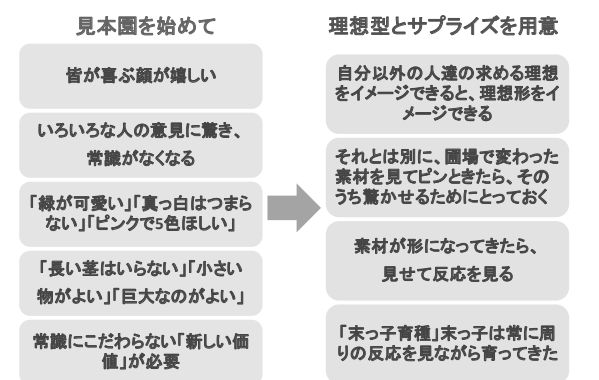 見本園を始めて
皆が喜ぶ顔が嬉しい
いろいろな人の意見に驚き、
常識がなくなる
「緑が可愛い」「真っ白はつまら
ない」「ピンクで5色ほしい」
「長い茎はいらない」「小さい
物がよい」「巨大なのがよい」
常識にこだわらない「新しい価
値」が必要
理想型とサプライズを用意
自分以外の人達の求める理想
をイメージできると、理想形をイ
メージできる
それとは別に、圃場で変わった
素材を見てピンときたら、その
うち驚かせるためにとっておく
素材が形になってきたら、
見せて反応を見る
「末っ子育種」末っ子は常に周
りの反応を見ながら育ってきた